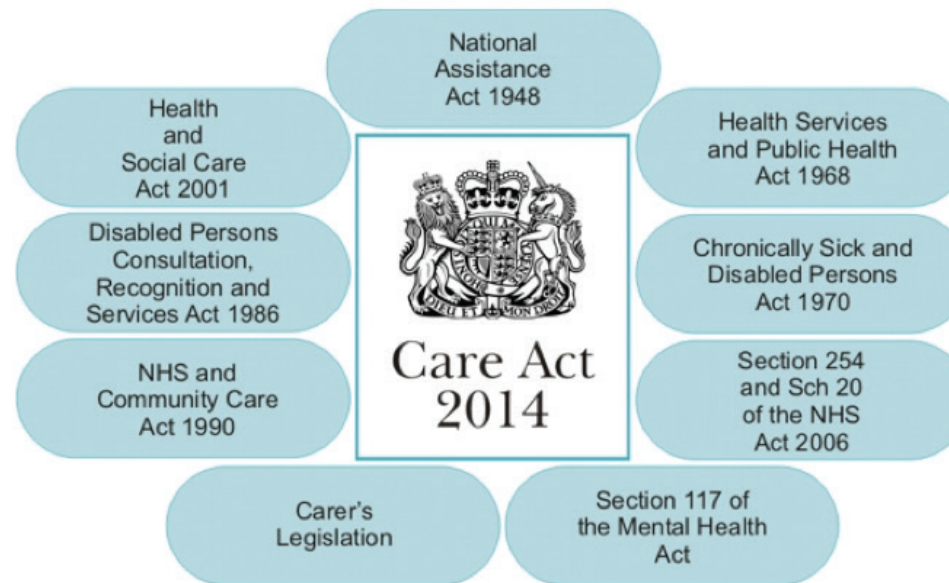 National
Assistance
Act 1948
Health
and
Social Care
Act 2001
Health Services
and Public Health
Act 1968
Disabled Persons
Consultation,
Recognition and
Services Act 1986
Chronically Sick and
Disabled Persons
Act 1970
DIEU ET MON DROIT
Care Act
2014
NHS and
Community Care
Act 1990
Section 254
and Sch 20
of the NHS
Act 2006
Carer's
Legislation
Section 117 of
the Mental Health
Act